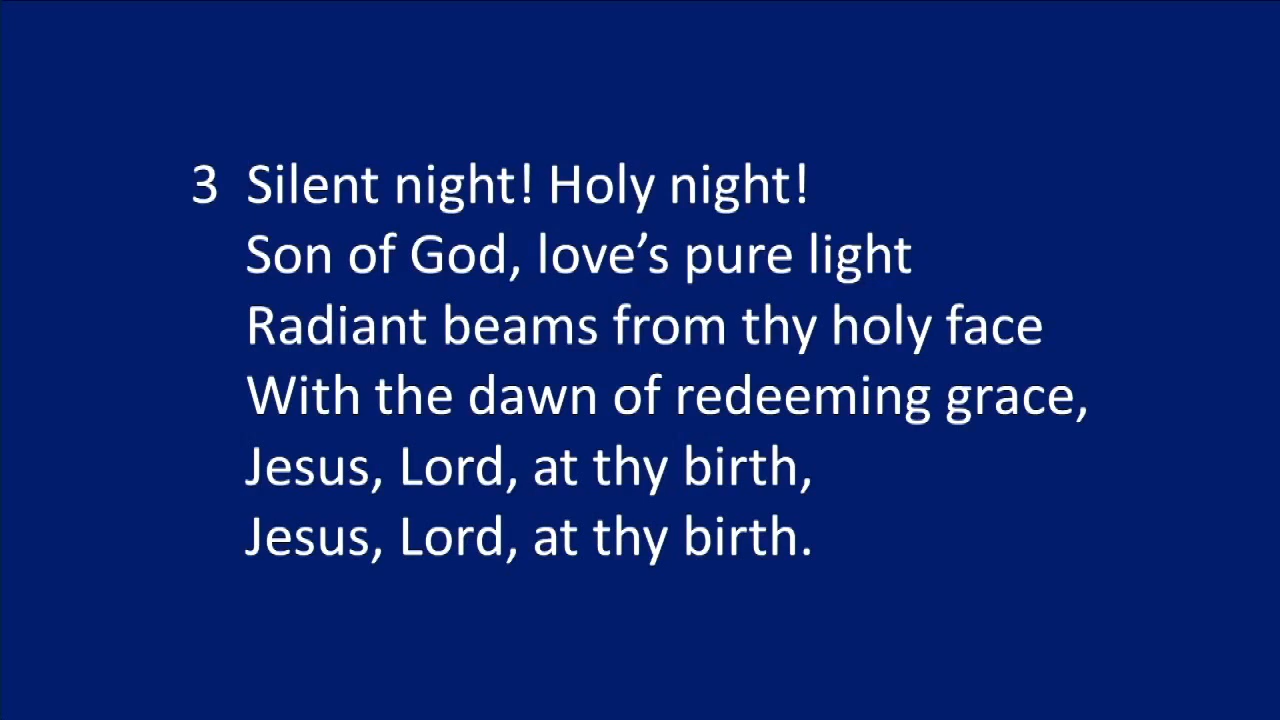 3 Silent night! Holy night!
Son of God, love’s pure light
Radiant beams from thy holy face
With the dawn of redeeming grace,
Jesus, Lord, at thy birth,
Jesus, Lord, at thy birth.